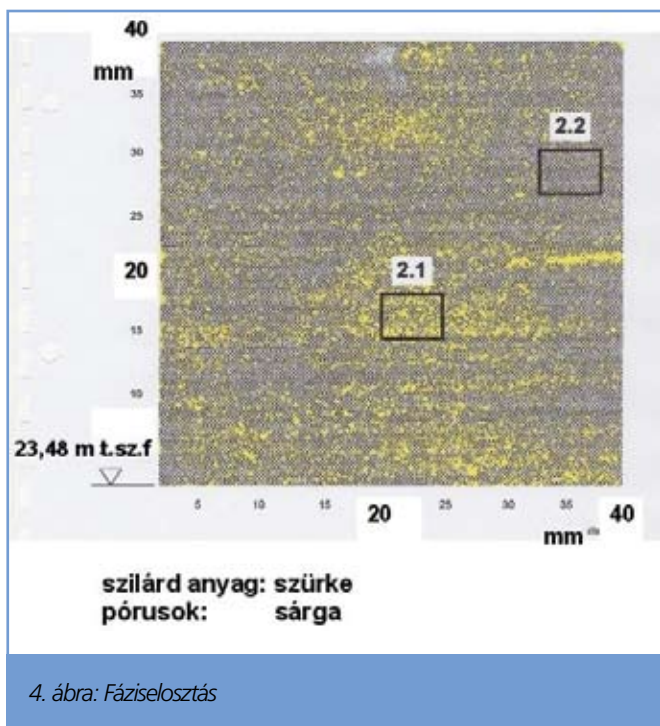 40
mm
35
2.2
30
25
20
2.1
15
10
23,48 m t.sz.f
5 10 15 20 25 30 35 40
mm
szilárd anyag: szürke
pórusok: sárga
4. ábra: Fáziselosztás